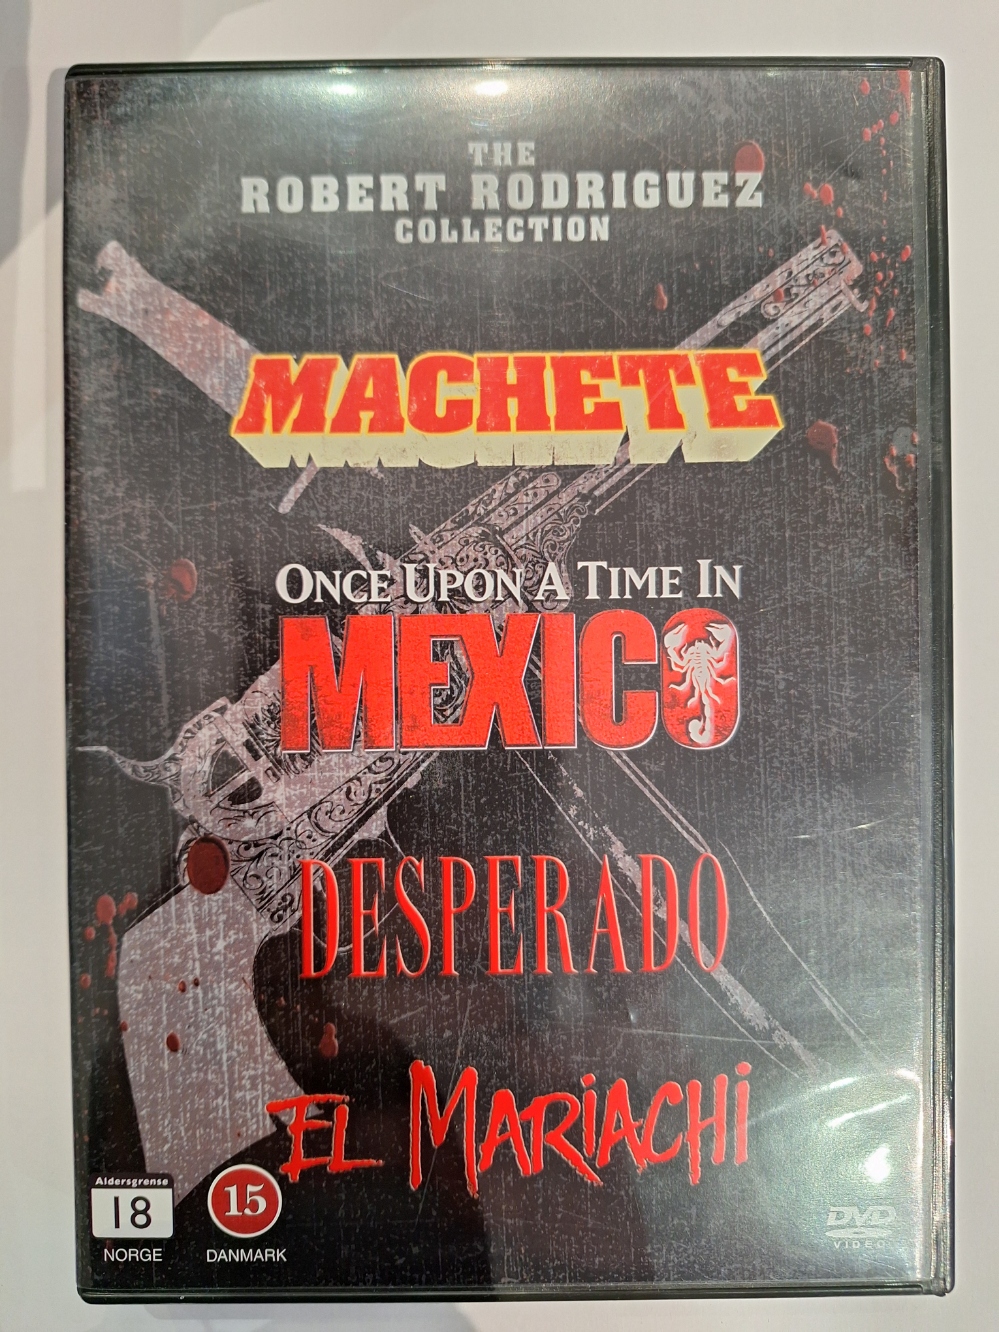 THE
ROBERT RODRIGUEZ
COLLECTION
MACHETE
ONCE UPON A TIME IN
MEXICO
DESPERADO
EL MARIACHI
Aldersgrense
18
NORGE
15
DANMARK
DVD
VIDEO